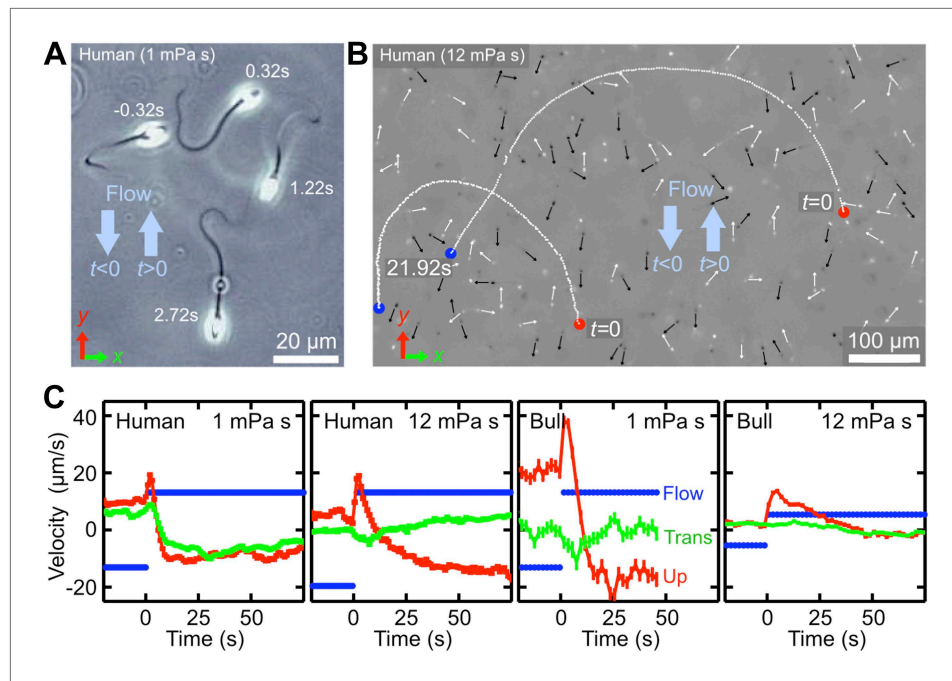 A
Human (1 mPa s)
-0.32s
0.32s
1.22s
Flow
t<0
t>0
2.72s
y
x
20 µm
B
Human (12 mPa s)
t=0
Flow
t<0
t>0
21.92s
t=0
y
x
100 µm
C
Velocity (µm/s)
40
20
0
-20
Human 1 mPa s
0 25 50
Time (s)
Human 12 mPa s
0 25 50
Time (s)
Bull 1 mPa s
Flow
Trans
Up
0 25 50
Time (s)
Bull 12 mPa s
0 25 50
Time (s)